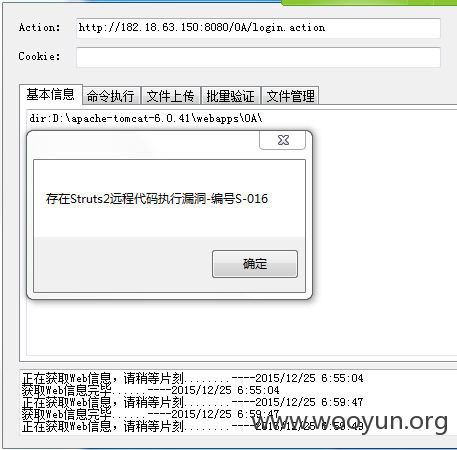 Action: http://182.18.63.150:8080/OA/login.action
Cookie:
基本信息 命令执行 文件上传 批量验证 文件管理
dir:D:\apache-tomcat-6.0.41\webapps\OA\
存在Struts2远程代码执行漏洞-编号S-016
确定
正在获取Web信息，请稍等片刻........----2015/12/25 6:55:04
获取Web信息完毕.......----2015/12/25 6:55:04
正在获取Web信息，请稍等片刻........----2015/12/25 6:59:47
获取Web信息完毕.......----2015/12/25 6:59:47
正在获取Web信息，请稍等片刻........----2015/12/25
www.wooyun.org